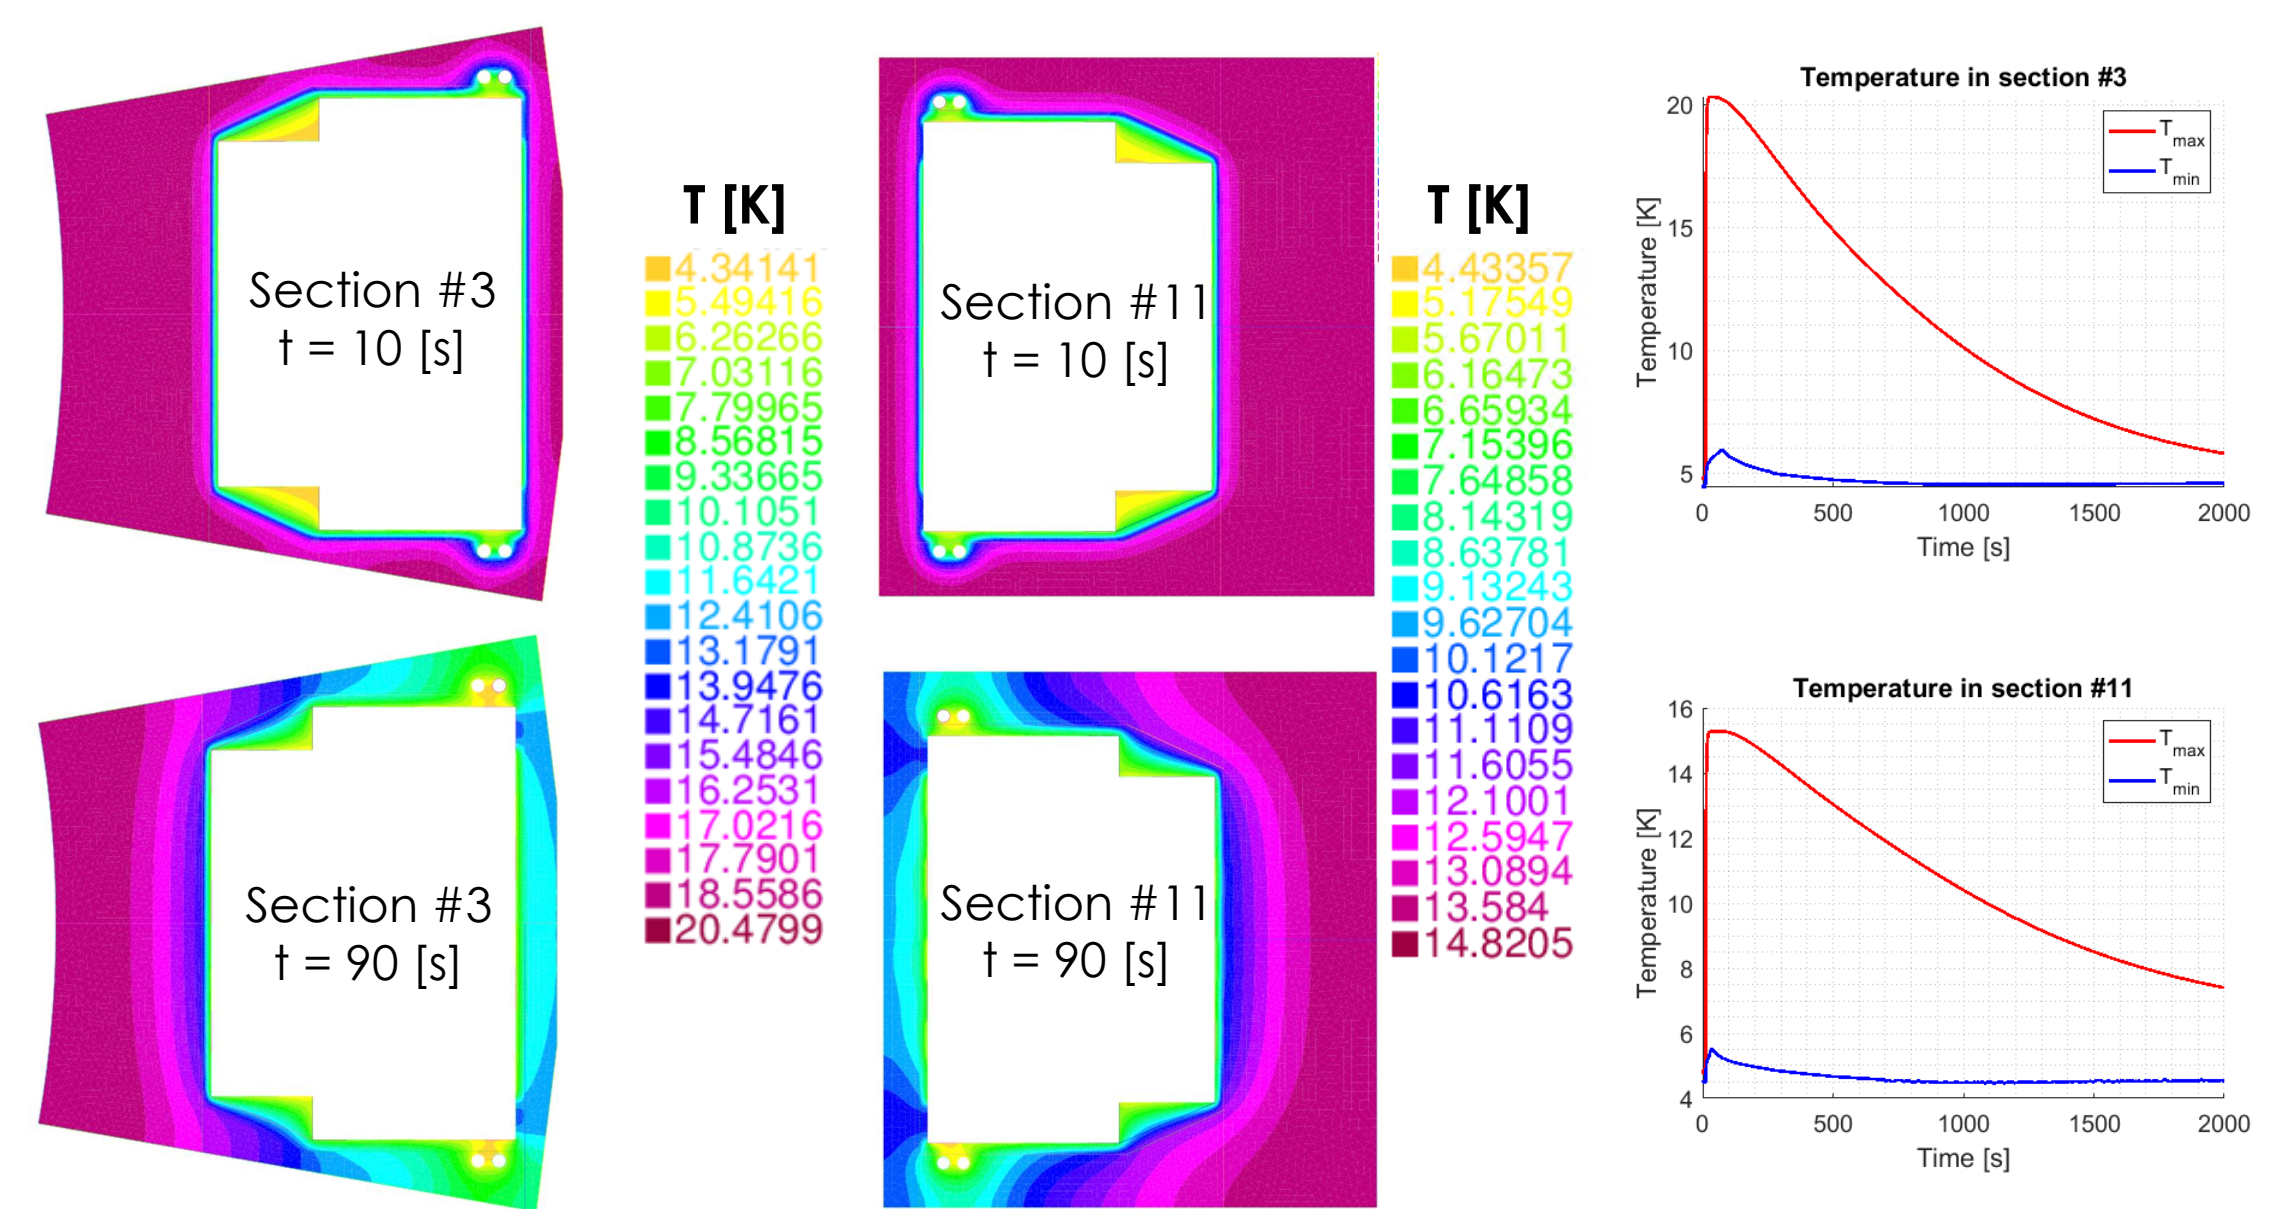 Section #3
t = 10 [s]
T [K]
4.34141
5.49416
6.26266
7.03116
7.79965
8.56815
9.33665
10.1051
10.8736
11.6421
12.4106
13.1791
13.9476
14.7161
15.4846
16.2531
17.0216
17.7901
18.5586
20.4799
Section #11
t = 10 [s]
T [K]
4.43357
5.17549
5.67011
6.16473
6.65934
7.15396
7.64858
8.14319
8.63781
9.13243
9.62704
10.1217
10.6163
11.1109
11.6055
12.1001
12.5947
13.0894
13.584
14.8205
Temperature in section #3
Temperature [K]
20
15
10
5
T max
T min
0 500 1000 1500 2000
Time [s]
Section #3
t = 90 [s]
Section #11
t = 90 [s]
Temperature in section #11
Temperature [K]
16
14
12
10
8
6
4
T max
T min
0 500 1000 1500 2000
Time [s]